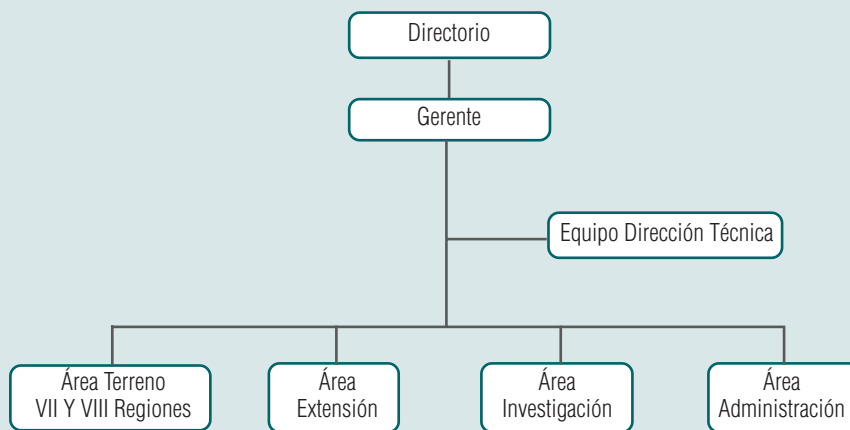 Directorio
Gerente
Equipo Dirección Técnica
Área Terreno
VII Y VIII Regiones
Área
Extensión
Área
Investigación
Área
Administración